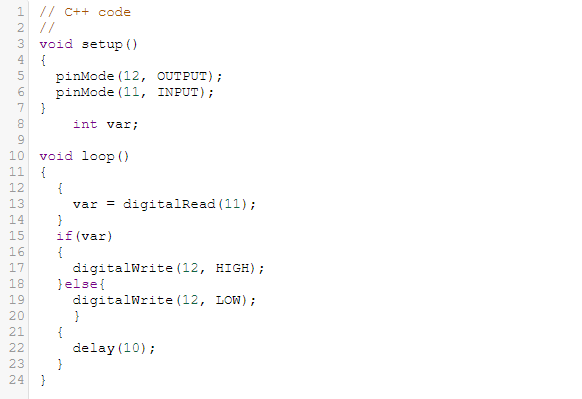 1 // C++ code
2 //
3 void setup()
4 {
5   pinMode(12, OUTPUT);
6   pinMode(11, INPUT);
7 }
8     int var;
9
10 void loop()
11 {
12   {
13     var = digitalRead(11);
14   }
15   if(var)
16   {
17     digitalWrite(12, HIGH);
18   }else{
19     digitalWrite(12, LOW);
20     }
21   {
22     delay(10);
23   }
24 }